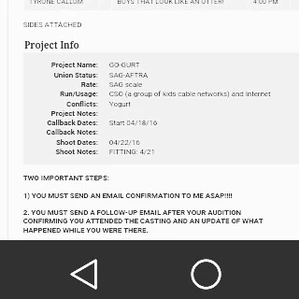 TYRONE CALLUM BOYS THAT LOOK LIKE AN OTTER! 4:00 PM
SIDES ATTACHED
Project Info
Project Name: GO-GURT
Union Status: SAG-AFTRA
Rate: SAG scale
Run/Usage: CSO (a group of kids cable networks) and Internet
Conflicts: Yogurt
Project Notes:
Callback Dates: Start 04/18/16
Callback Notes:
Shoot Dates: 04/22/16
Shoot Notes: FITTING: 4/21
TWO IMPORTANT STEPS:
1) YOU MUST SEND AN EMAIL CONFIRMATION TO ME ASAP!!!!
2. YOU MUST SEND A FOLLOW-UP EMAIL AFTER YOUR AUDITION
CONFIRMING YOU ATTENDED THE CASTING AND AN UPDATE OF WHAT
HAPPENED WHILE YOU WERE THERE.